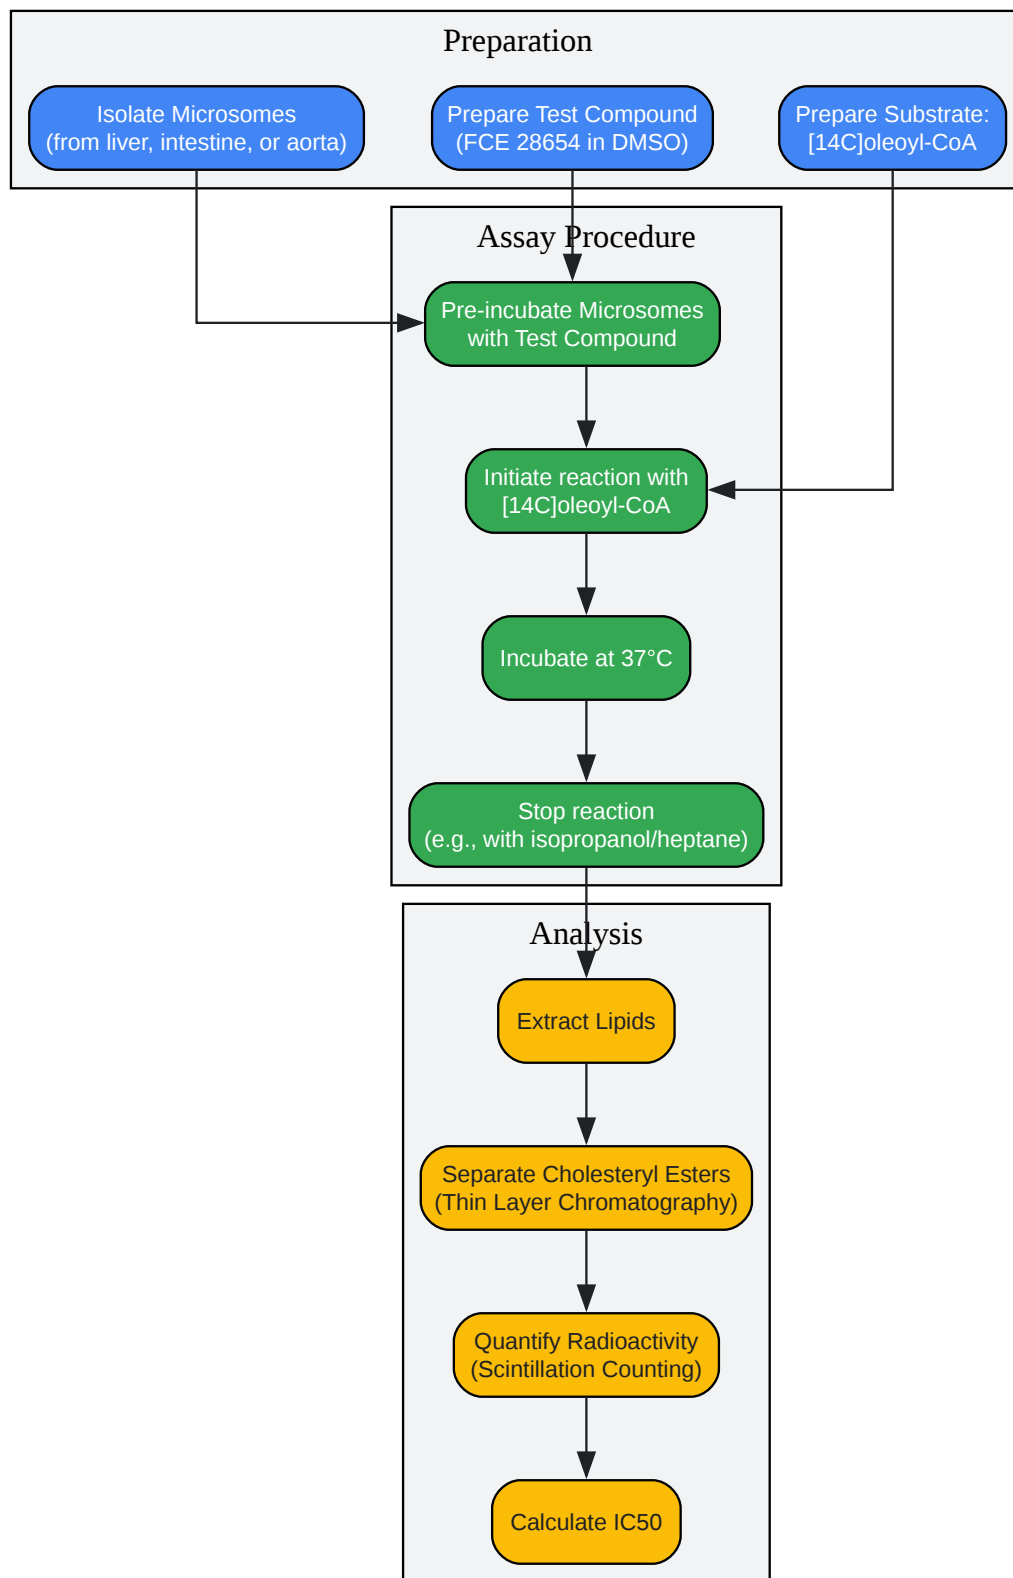 Preparation
Isolate Microsomes
(from liver, intestine, or aorta)
Prepare Test Compound
(FCE 28654 in DMSO)
Prepare Substrate:
[14C]oleoyl-CoA
Assay Procedure
Pre-incubate Microsomes
with Test Compound
Initiate reaction with
[14C]oleoyl-CoA
Incubate at 37°C
Stop reaction
(e.g., with isopropanol/heptane)
Analysis
Extract Lipids
Separate Cholesteryl Esters
(Thin Layer Chromatography)
Quantify Radioactivity
(Scintillation Counting)
Calculate IC50